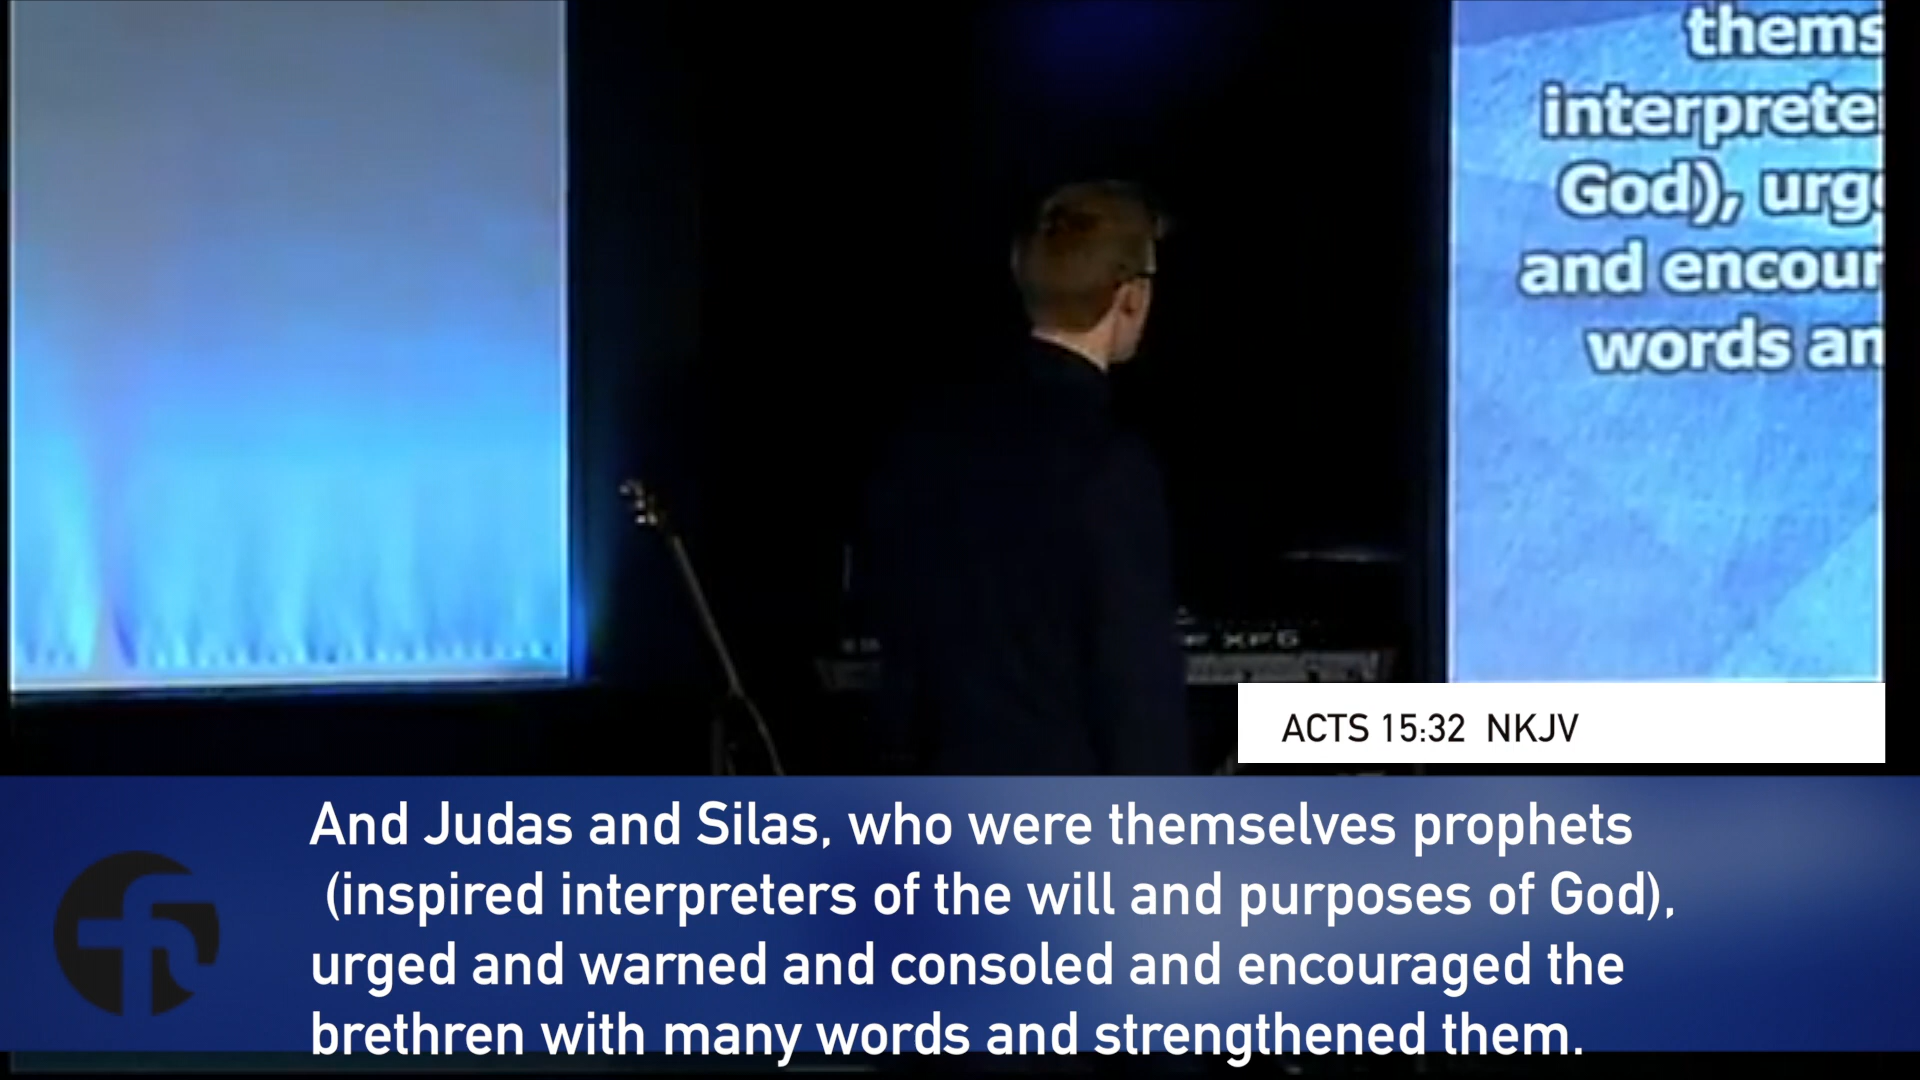 thems
interprete
God), urg
and encour
words an
XP6
ACTS 15:32 NKJV
And Judas and Silas, who were themselves prophets
(inspired interpreters of the will and purposes of God),
urged and warned and consoled and encouraged the
brethren with many words and strengthened them.